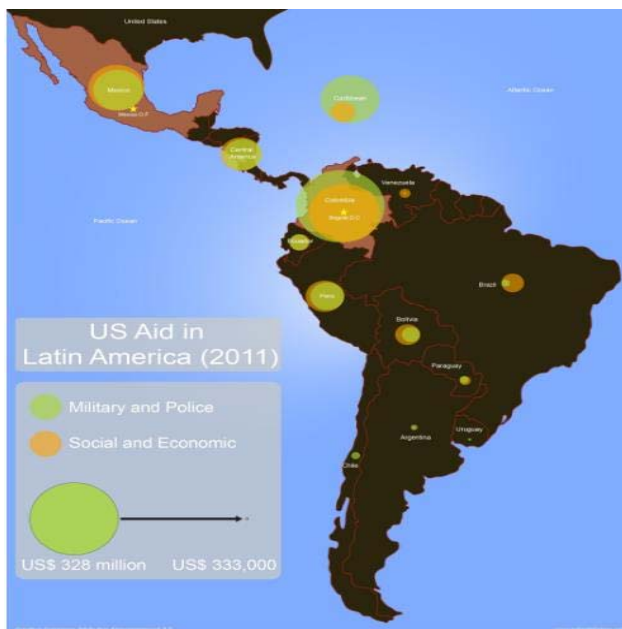 United States
Mexico
Mexico D.F
Caribbean
Atlantic Ocean
Central
America
Venezuela
Colombia
Bogota D.C
Pacific Ocean
Ecuador
Peru
Brazil
Bolivia
Paraguay
Uruguay
Argentina
Chile
US Aid in
Latin America (2011)
Military and Police
Social and Economic
US$ 328 million
US$ 333,000